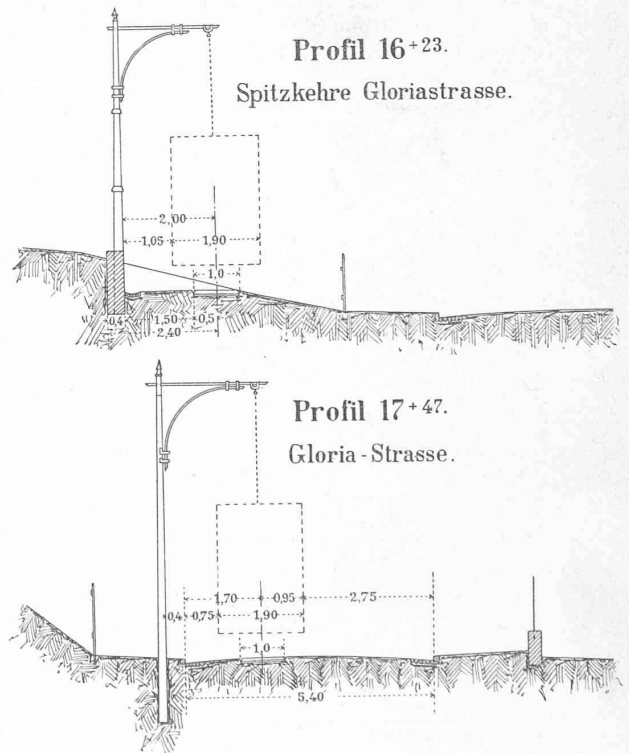 Profil 16+23.
Spitzkehre Gloriastrasse.
2,00
1,05 1,90
1,0
0,4 1,50 0,5
2,40
Profil 17+47.
Gloria-Strasse.
1,70 0,95 2,75
0,4 0,75 1,90
1,0
5,40